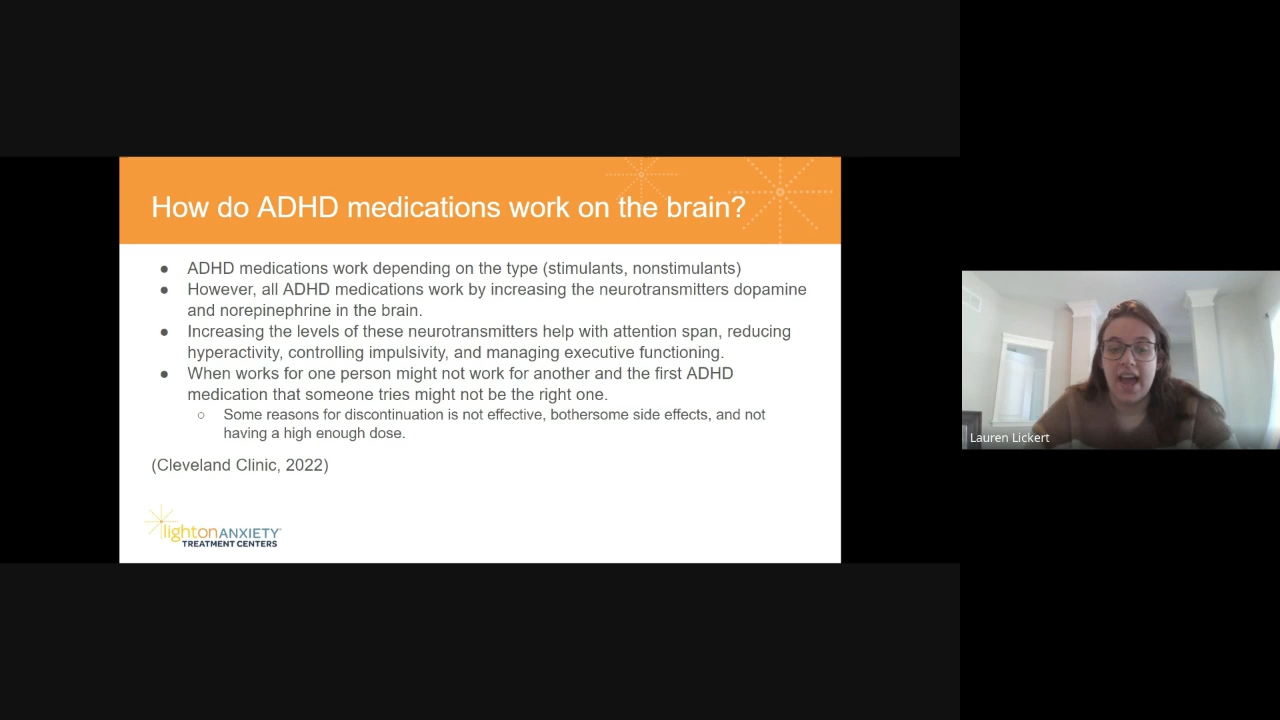 How do ADHD medications work on the brain?
● ADHD medications work depending on the type (stimulants, nonstimulants)
● However, all ADHD medications work by increasing the neurotransmitters dopamine
and norepinephrine in the brain.
● Increasing the levels of these neurotransmitters help with attention span, reducing
hyperactivity, controlling impulsivity, and managing executive functioning.
● When works for one person might not work for another and the first ADHD
medication that someone tries might not be the right one.
○ Some reasons for discontinuation is not effective, bothersome side effects, and not
having a high enough dose.
(Cleveland Clinic, 2022)
lightonANXIETY
TREATMENT CENTERS
Lauren Lickert